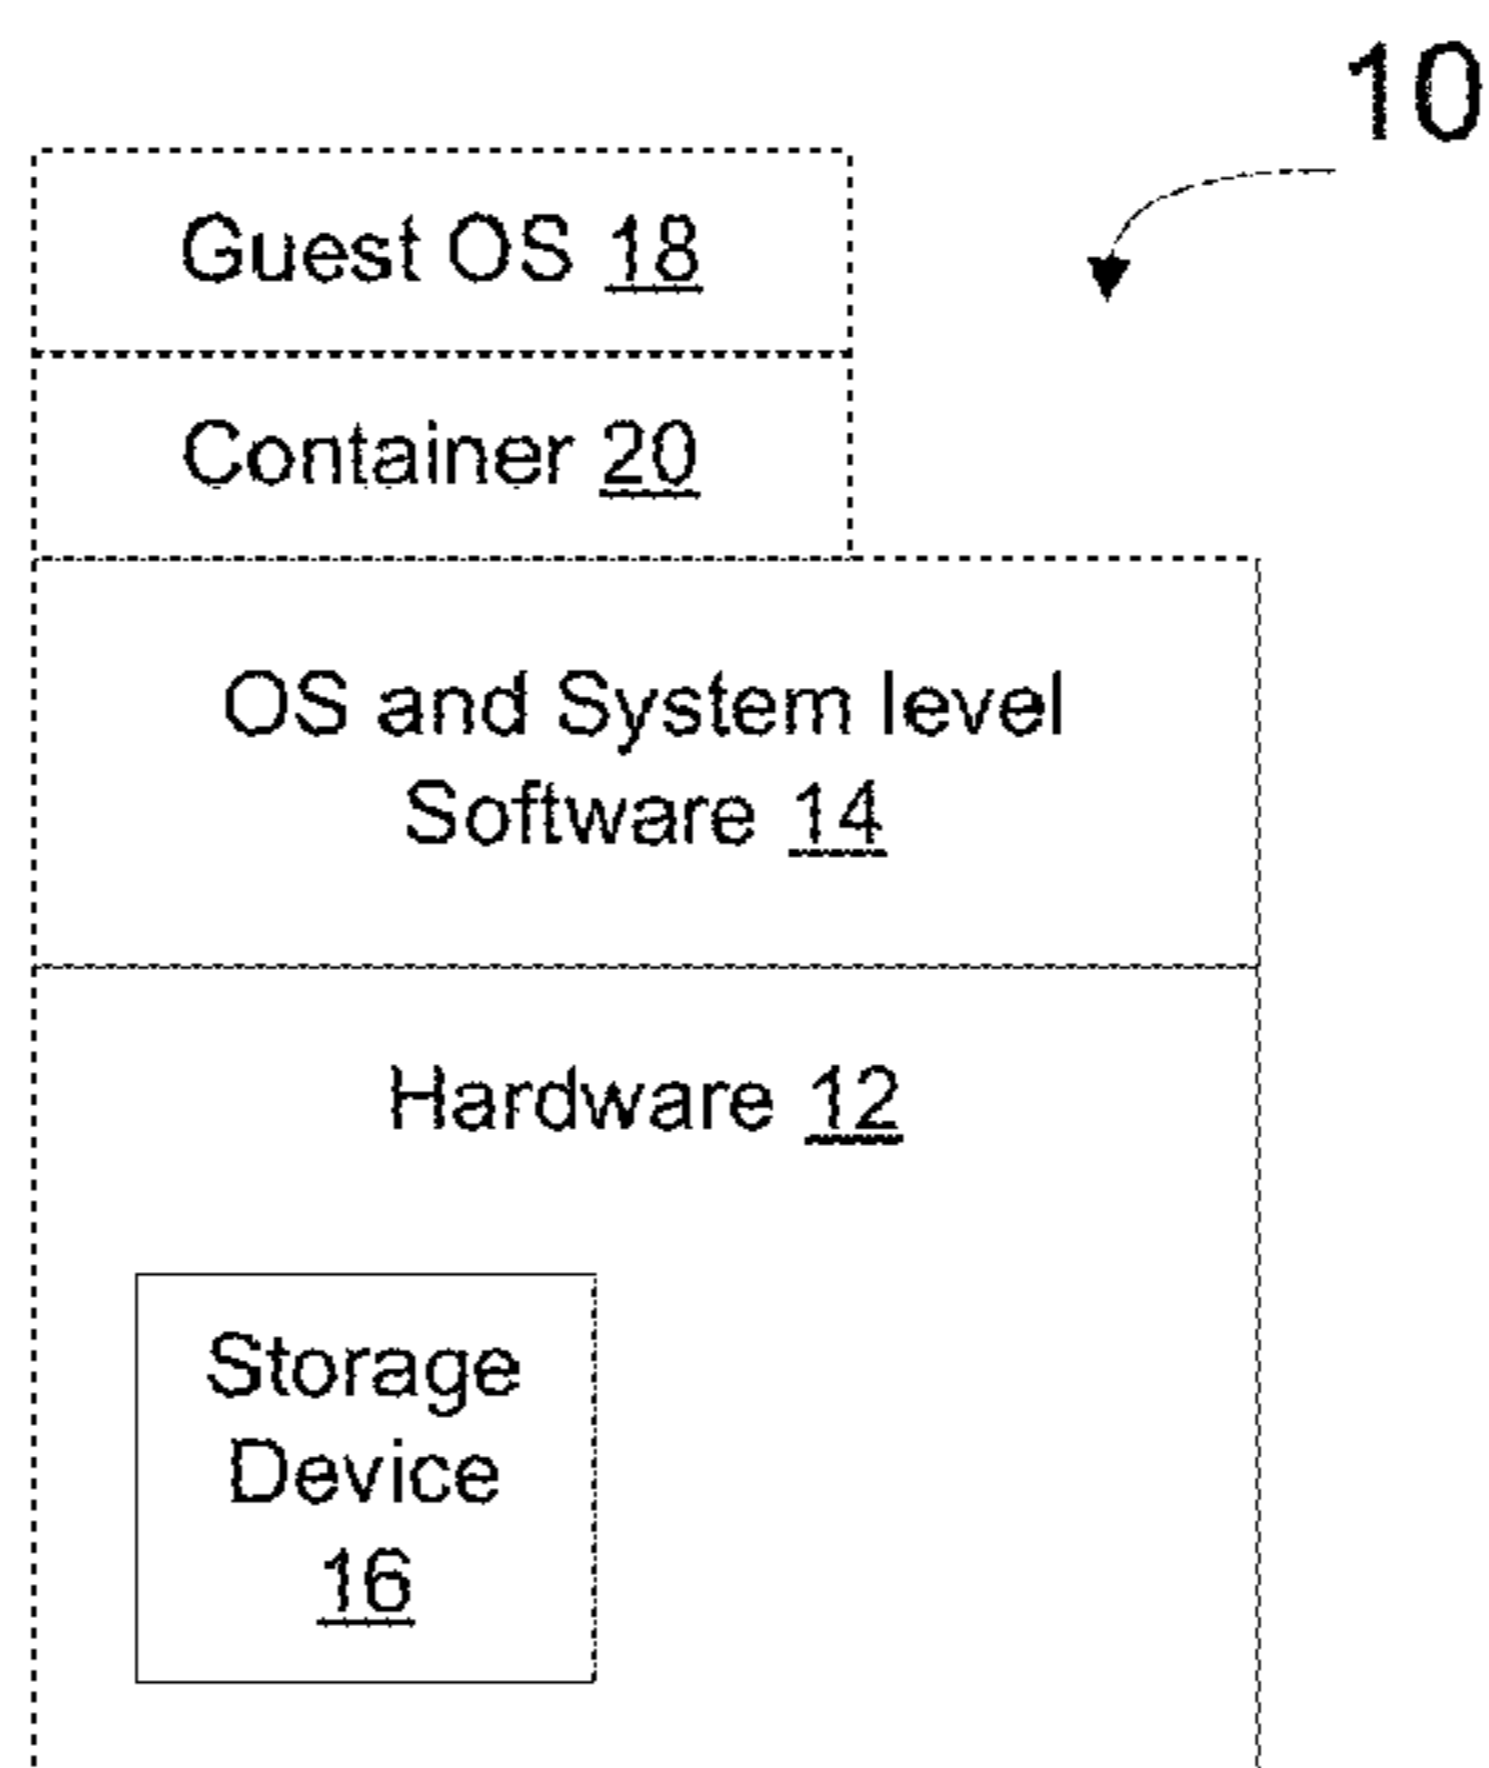 10
Guest OS 18
Container 20
OS and System level
Software 14
Hardware 12
Storage
Device
16